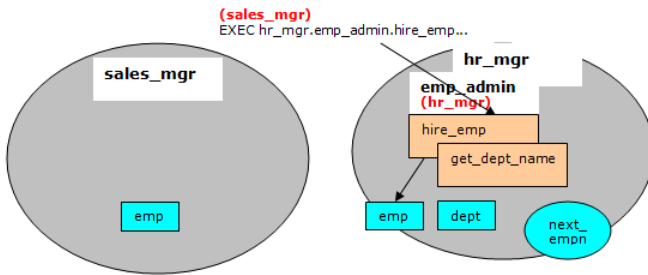 (sales_mgr)
EXEC hr_mgr.emp_admin.hire_emp...
sales_mgr
hr_mgr
emp_admin
(hr_mgr)
hire_emp
get_dept_name
emp
emp
dept
next_
empn